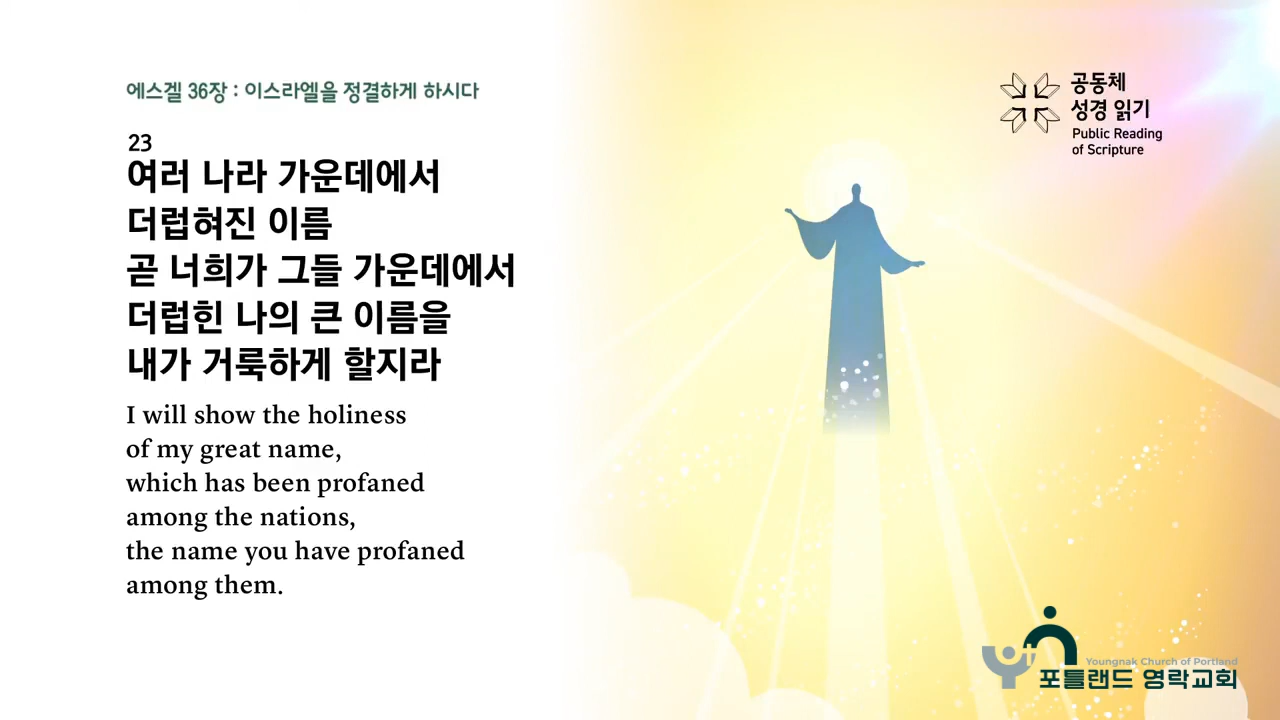 에스겔 36장 : 이스라엘을 정결하게 하시다
23
여러 나라 가운데에서
더럽혀진 이름
곧 너희가 그들 가운데에서
더럽힌 나의 큰 이름을
내가 거룩하게 할지라
I will show the holiness
of my great name,
which has been profaned
among the nations,
the name you have profaned
among them.
공동체
성경 읽기
Public Reading
of Scripture
Youngnak Church of Portland
포틀랜드 영락교회